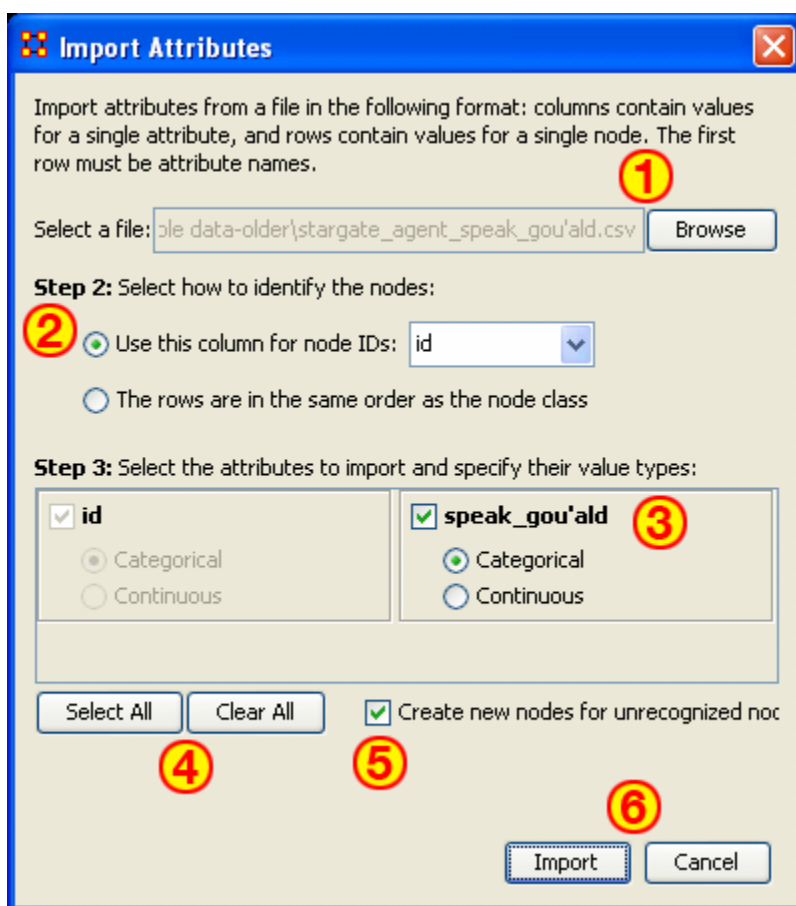 Import Attributes
Import attributes from a file in the following format: columns contain values
for a single attribute, and rows contain values for a single node. The first
row must be attribute names.
1
Select a file: ple data-older\stargate_agent_speak_gou'ald.csv Browse
Step 2: Select how to identify the nodes:
2
Use this column for node IDs: id
The rows are in the same order as the node class
Step 3: Select the attributes to import and specify their value types:
id speak_gou'ald 3
Categorical Categorical
Continuous Continuous
Select All Clear All Create new nodes for unrecognized noc
4 5
6
Import Cancel